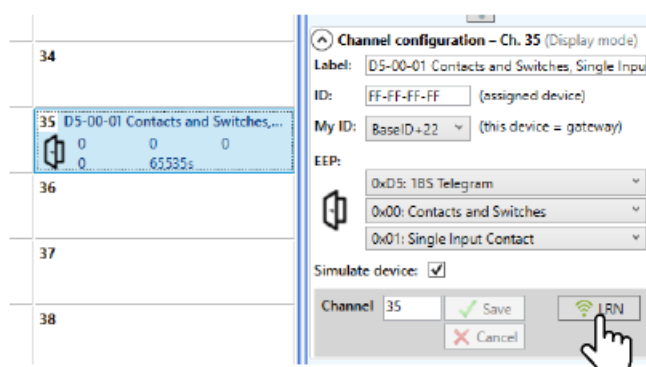 34
35 D5-00-01 Contacts and Switches,...
0 0 0
0 65535s
36
37
38
Channel configuration – Ch. 35 (Display mode)
Label: D5-00-01 Contacts and Switches, Single Inpu
ID: FF-FF-FF-FF (assigned device)
My ID: BaseID+22 (this device = gateway)
EEP:
0xD5: 1BS Telegram
0x00: Contacts and Switches
0x01: Single Input Contact
Simulate device:
Channel 35 Save LRN
Cancel